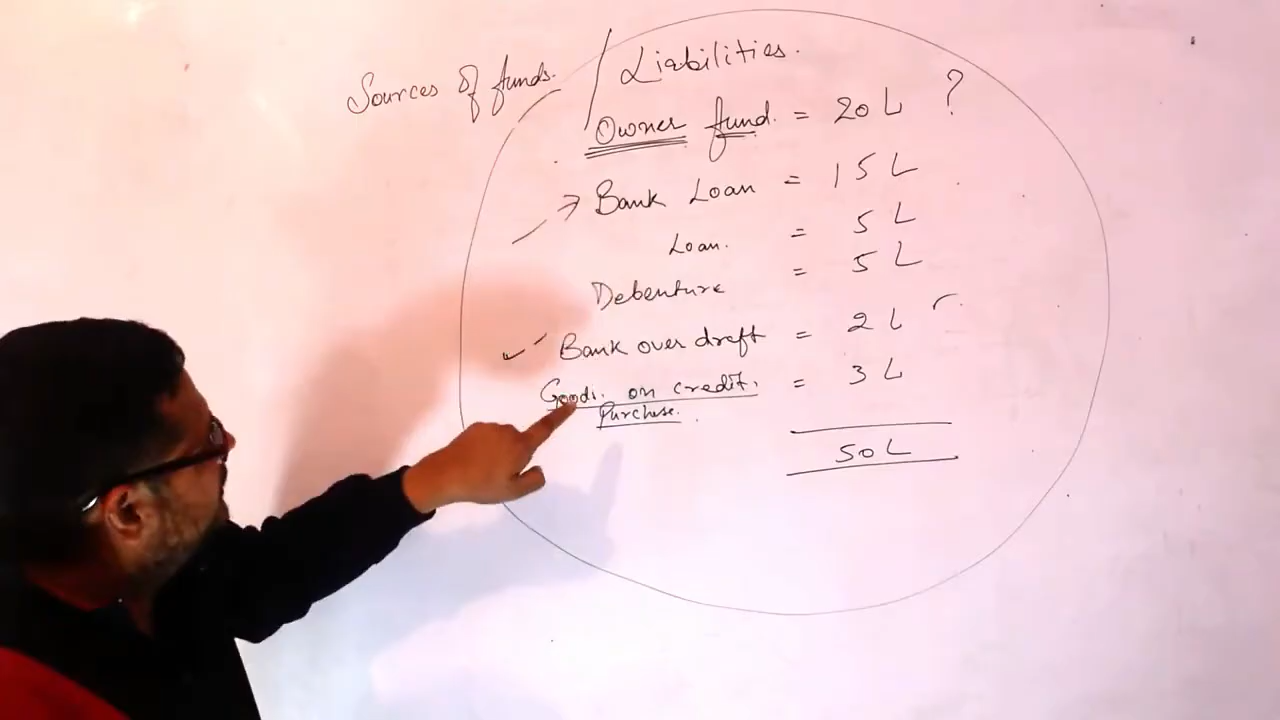 Sources of funds. / Liabilities.
Owner fund. = 20 L ?
Bank Loan = 15 L
Loan. = 5 L
Debenture = 5 L
Bank over draft = 2 L
Goods. on credit. = 3 L
Purchase.
50 L